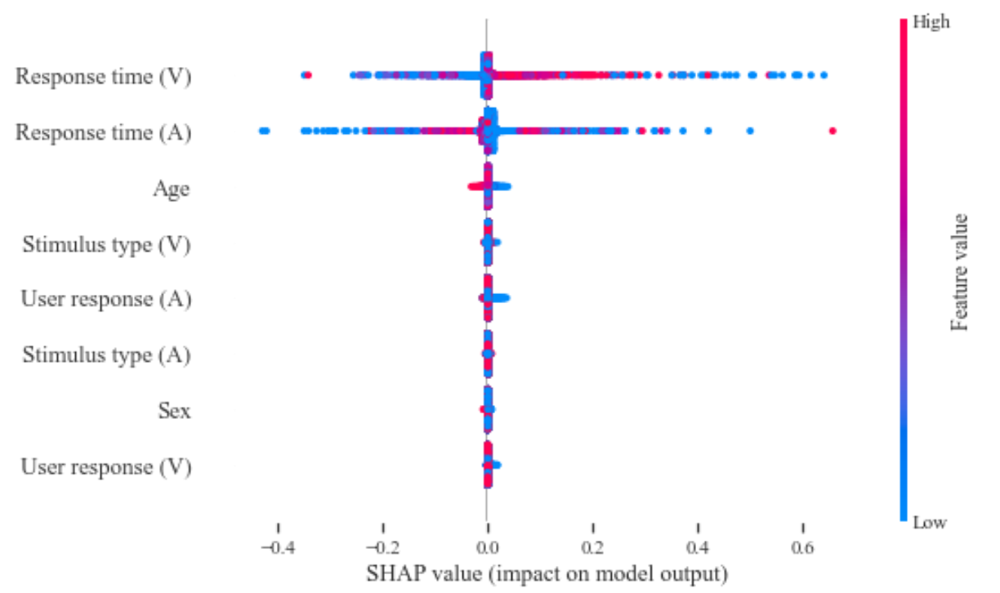 High
Response time (V)
Response time (A)
Age
Stimulus type (V)
User response (A)
Stimulus type (A)
Sex
User response (V)
Feature value
Low
−0.4 −0.2 0.0 0.2 0.4 0.6
SHAP value (impact on model output)